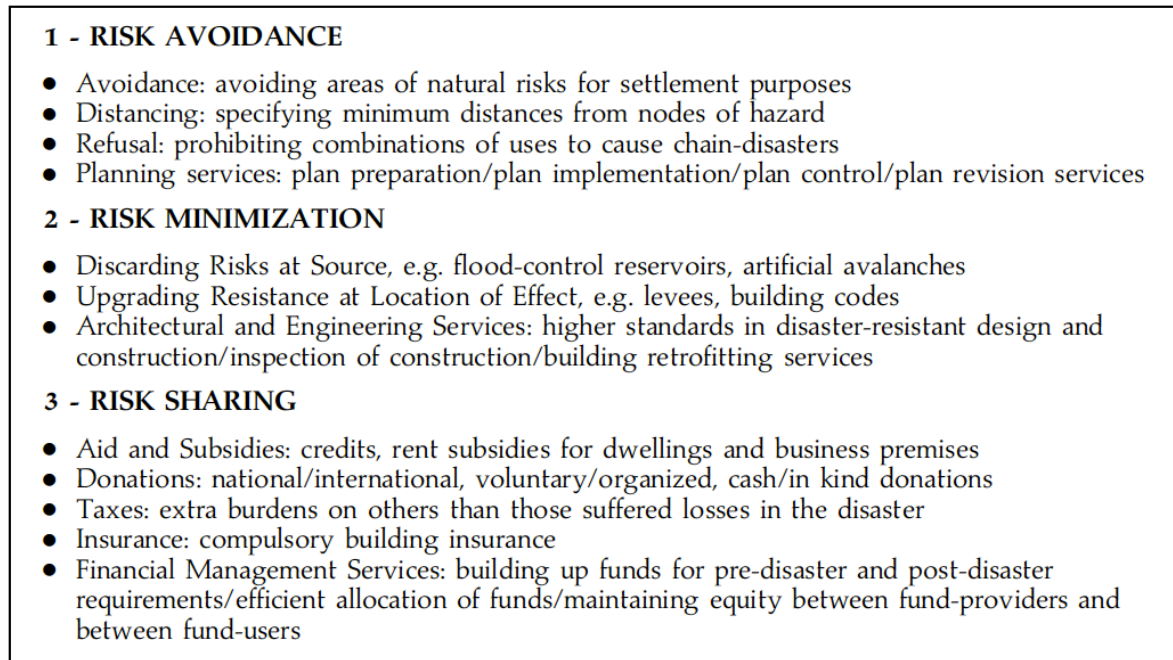 1 - RISK AVOIDANCE
● Avoidance: avoiding areas of natural risks for settlement purposes
● Distancing: specifying minimum distances from nodes of hazard
● Refusal: prohibiting combinations of uses to cause chain-disasters
● Planning services: plan preparation/plan implementation/plan control/plan revision services
2 - RISK MINIMIZATION
● Discarding Risks at Source, e.g. flood-control reservoirs, artificial avalanches
● Upgrading Resistance at Location of Effect, e.g. levees, building codes
● Architectural and Engineering Services: higher standards in disaster-resistant design and
construction/inspection of construction/building retrofitting services
3 - RISK SHARING
● Aid and Subsidies: credits, rent subsidies for dwellings and business premises
● Donations: national/international, voluntary/organized, cash/in kind donations
● Taxes: extra burdens on others than those suffered losses in the disaster
● Insurance: compulsory building insurance
● Financial Management Services: building up funds for pre-disaster and post-disaster
requirements/efficient allocation of funds/maintaining equity between fund-providers and
between fund-users